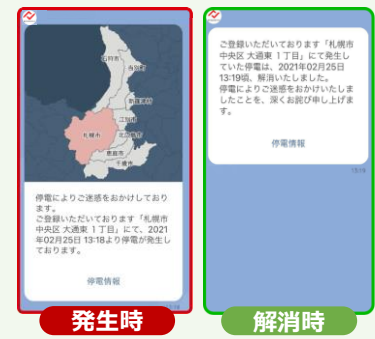 石狩市
当別町
新篠津村
江別市
札幌市
北広島市
恵庭市
千歳市
停電によりご迷惑をおかけしており
ます。
ご登録いただいております「札幌市
中央区 大通東 1丁目」にて、2021
年02月25日 13:18より停電が発生し
ております。
停電情報
発生時
ご登録いただいております「札幌市
中央区 大通東 1丁目」にて発生し
ていた停電は、2021年02月25日
13:19頃、解消いたしました。
停電によりご迷惑をおかけいたしま
したことを、深くお詫び申し上げま
す。
停電情報
解消時